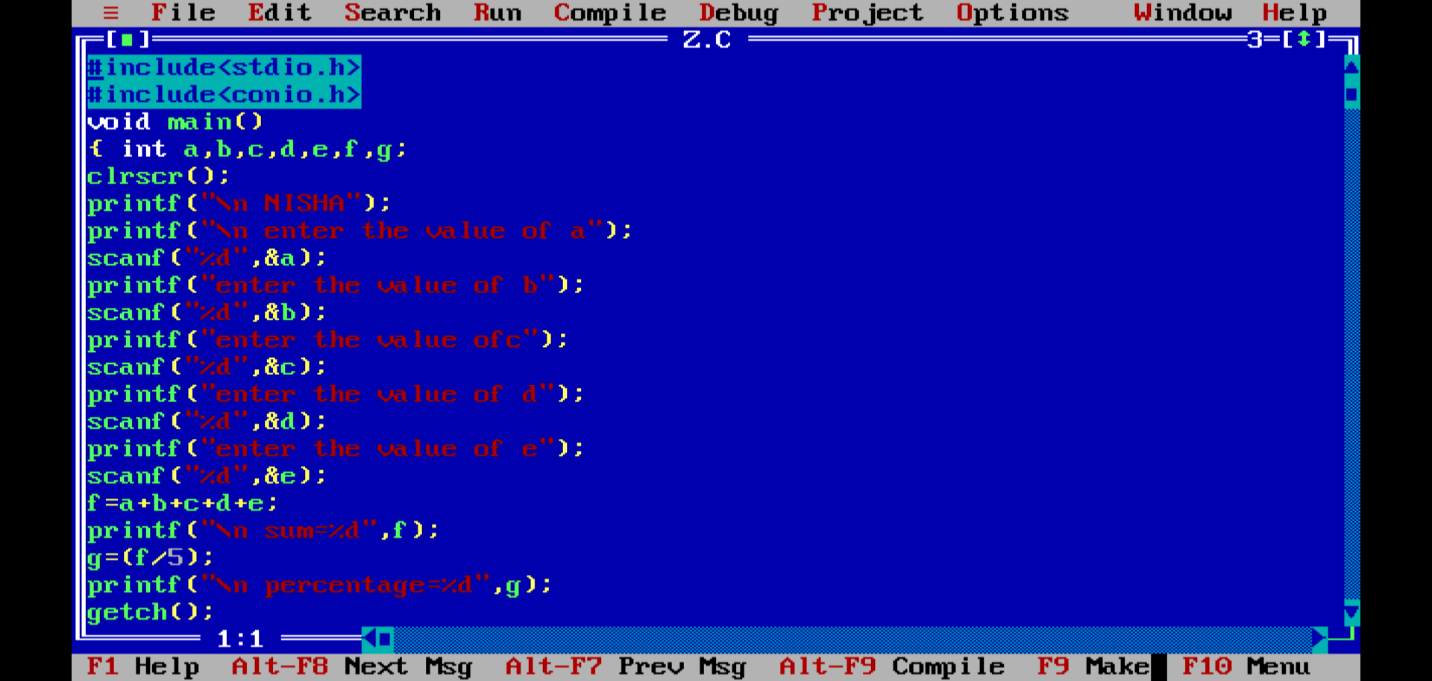 ≡ File Edit Search Run Compile Debug Project Options Window Help
[■] Z.C 3=[↕]
#include<stdio.h>
#include<conio.h>
void main()
{ int a,b,c,d,e,f,g;
clrscr();
printf("\n NISHA");
printf("\n enter the value of a");
scanf("%d",&a);
printf("enter the value of b");
scanf("%d",&b);
printf("enter the value ofc");
scanf("%d",&c);
printf("enter the value of d");
scanf("%d",&d);
printf("enter the value of e");
scanf("%d",&e);
f=a+b+c+d+e;
printf("\n sum=%d",f);
g=(f/5);
printf("\n percentage=%d",g);
getch();
1:1
F1 Help Alt-F8 Next Msg Alt-F7 Prev Msg Alt-F9 Compile F9 Make F10 Menu